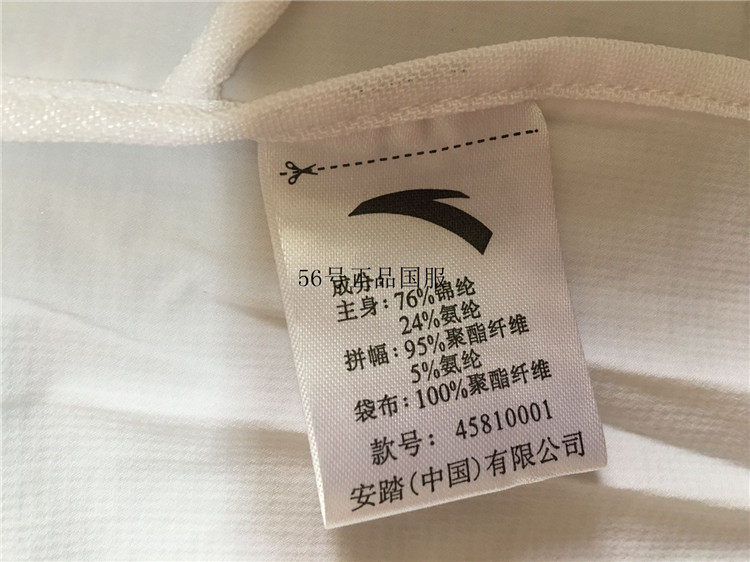 56号正品国服
成分:
主身: 76%锦纶
24%氨纶
拼幅: 95%聚酯纤维
5%氨纶
袋布: 100%聚酯纤维
款号: 45810001
安踏(中国)有限公司